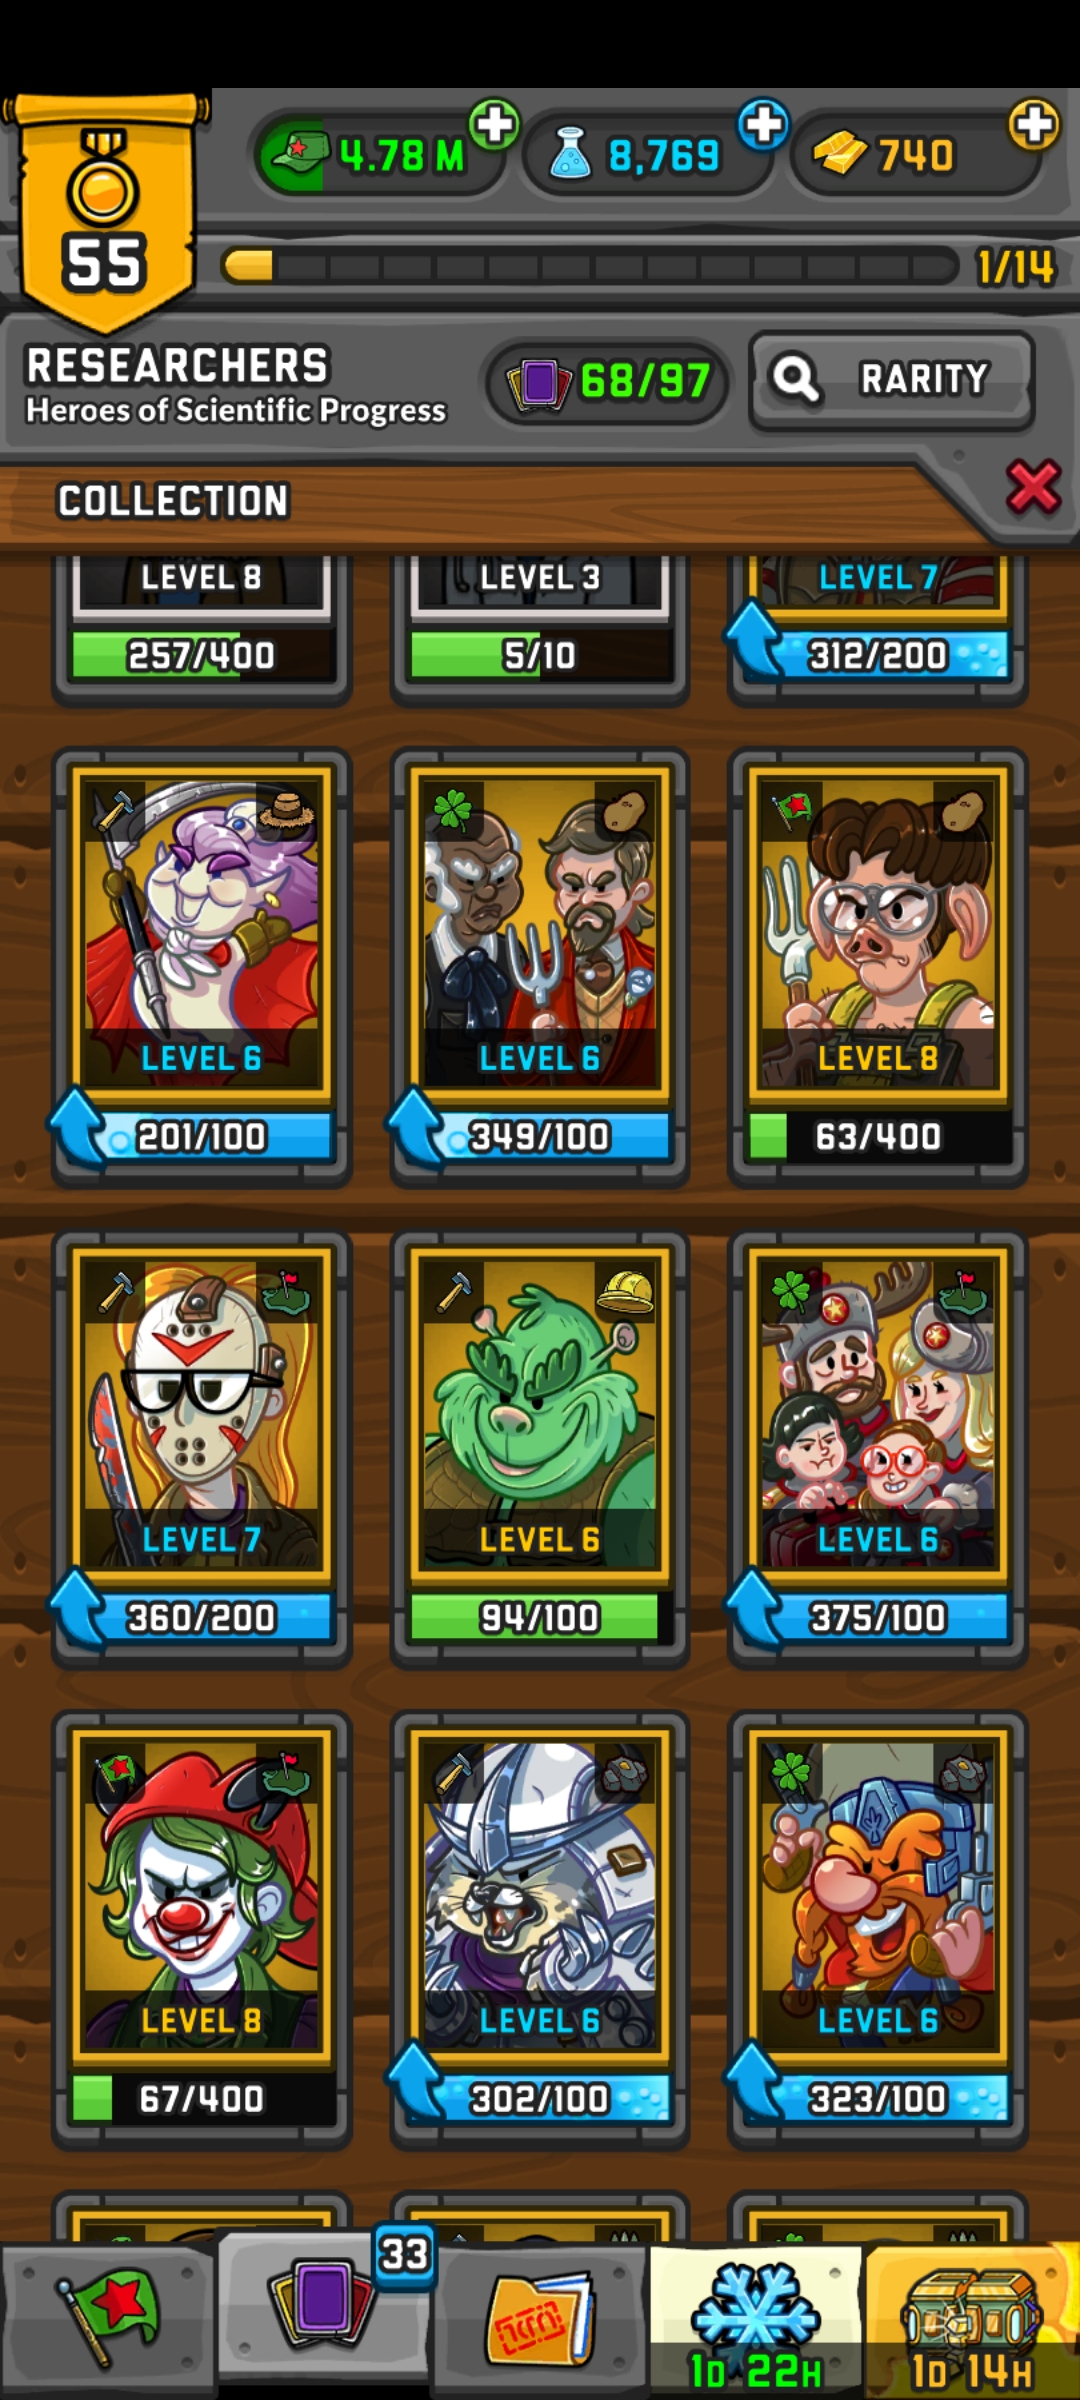 4.78 M
8,769
740
55
1/14
RESEARCHERS
Heroes of Scientific Progress
68/97
RARITY
COLLECTION
LEVEL 8
LEVEL 3
LEVEL 7
257/400
5/10
312/200
LEVEL 6
LEVEL 6
LEVEL 8
201/100
349/100
63/400
LEVEL 7
LEVEL 6
LEVEL 6
360/200
94/100
375/100
LEVEL 8
LEVEL 6
LEVEL 6
67/400
302/100
323/100
33
1D 22H
1D 14H